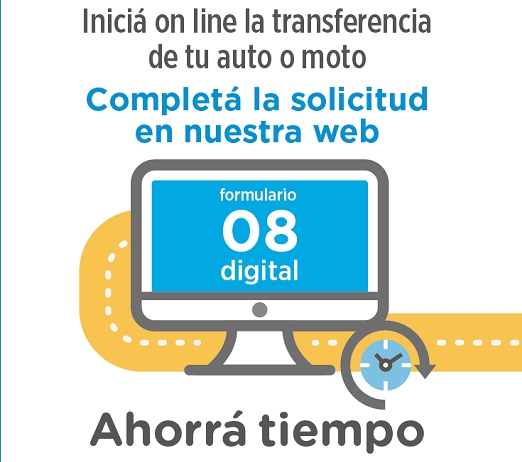 Iniciá on line la transferencia
de tu auto o moto
Completá la solicitud
en nuestra web
formulario
08
digital
Ahorrá tiempo